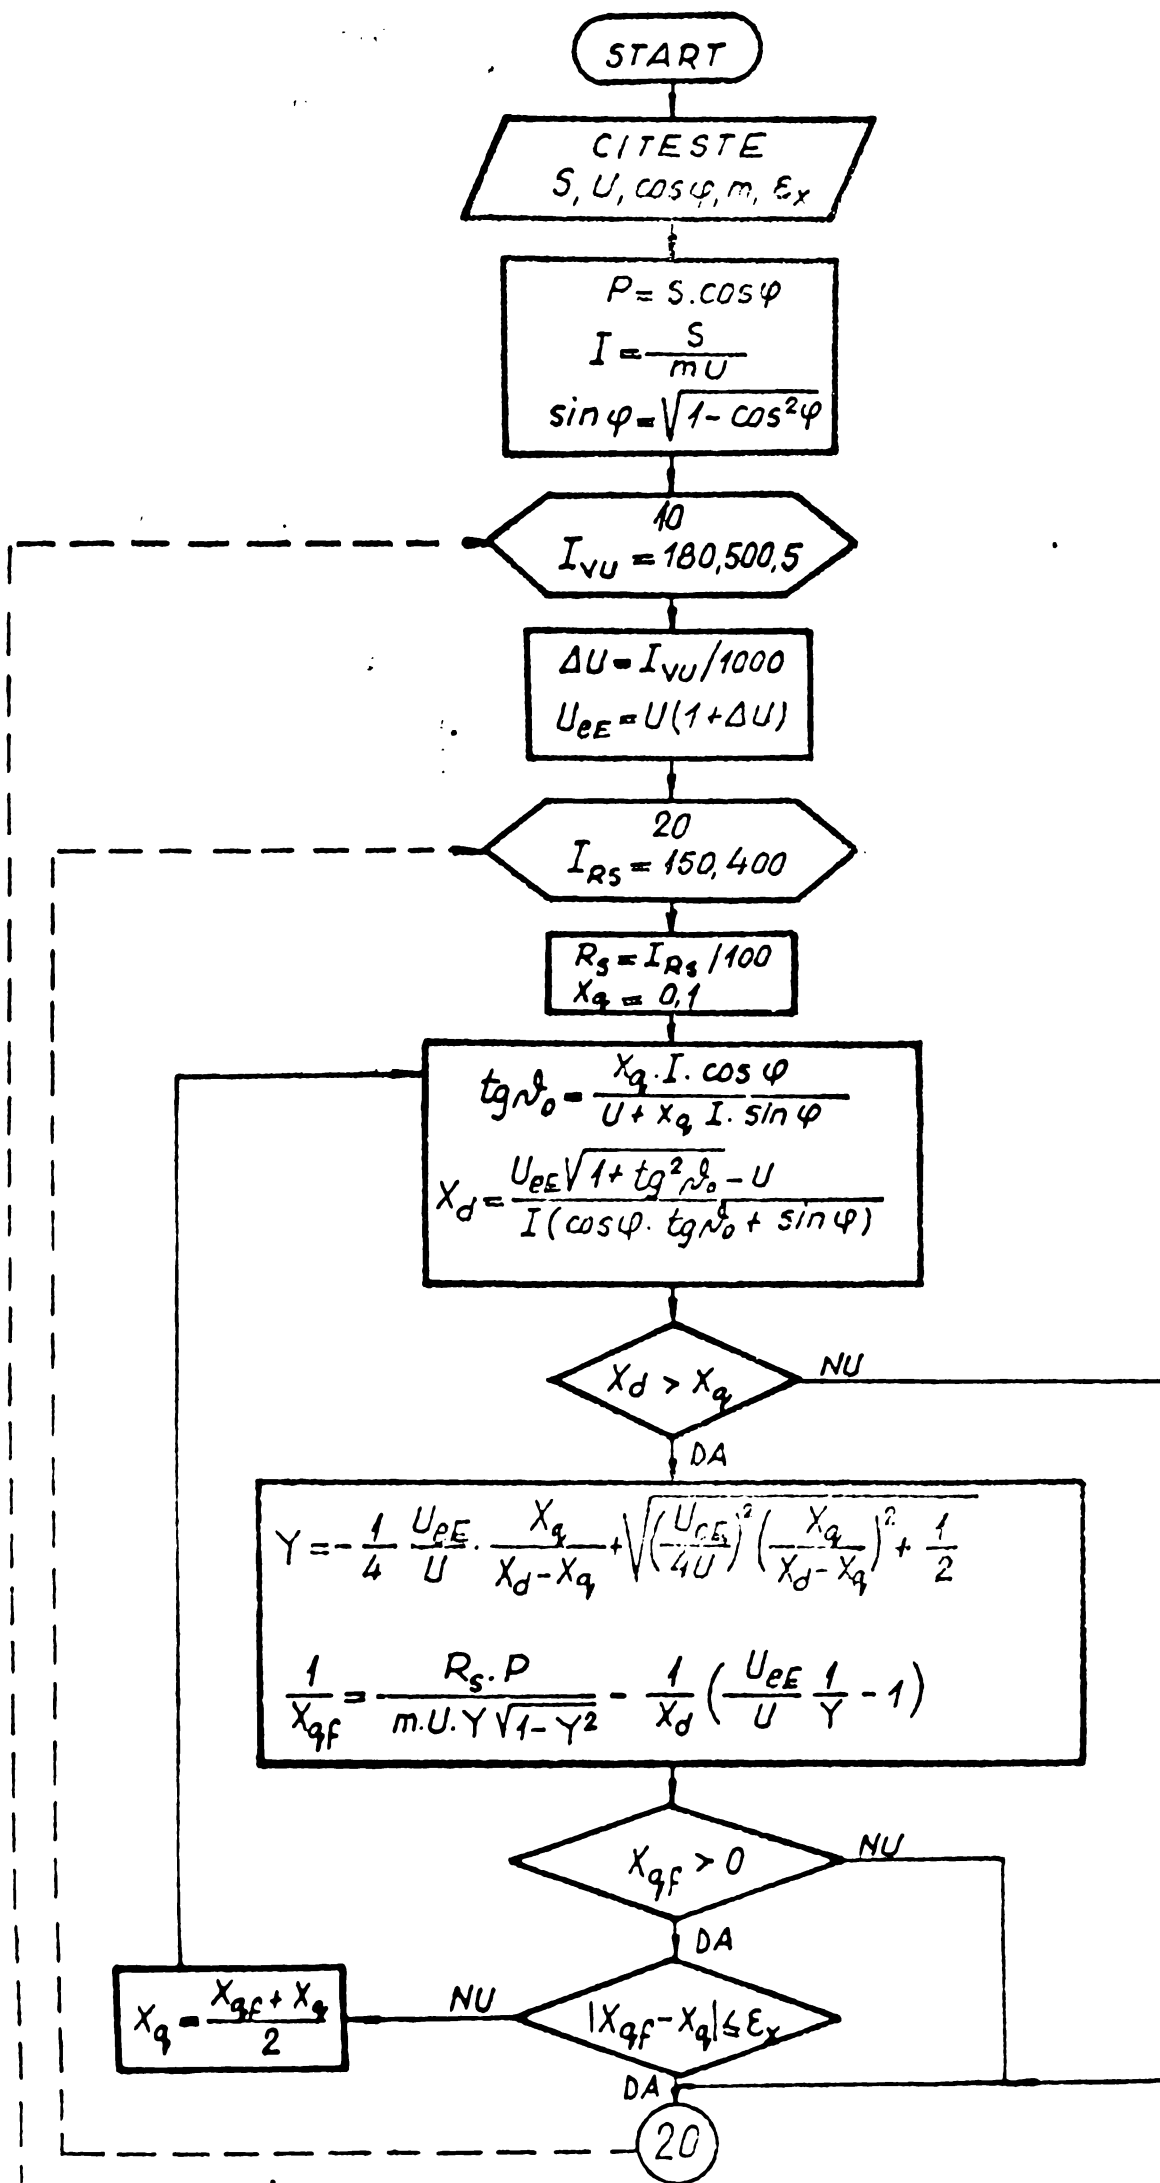 START
CITESTE
S, U, cosφ, m, εx
P = S.cosφ
I = S / mU
sinφ = √(1 - cos²φ)
10
IVU = 180,500,5
ΔU = IVU/1000
UeE = U(1+ΔU)
20
IRS = 150,400
Rs = IRs/100
Xq = 0,1
tgϑo = Xq.I.cosφ / (U + Xq I.sinφ)
Xd = (UeE√(1+tg²ϑo) - U) / (I(cosφ.tgϑo + sinφ))
Xd > Xq
NU
DA
Y = -1/4 UeE/U . Xq/(Xd-Xq) + √((UeE/4U)² (Xq/(Xd-Xq))² + 1/2)
1/Xqf = Rs.P / (m.U.Y√(1-Y²)) - 1/Xd (UeE/U 1/Y - 1)
Xqf > 0
NU
DA
Xq = (Xqf + Xq)/2
NU
|Xqf - Xq| ≤ εx
DA
20